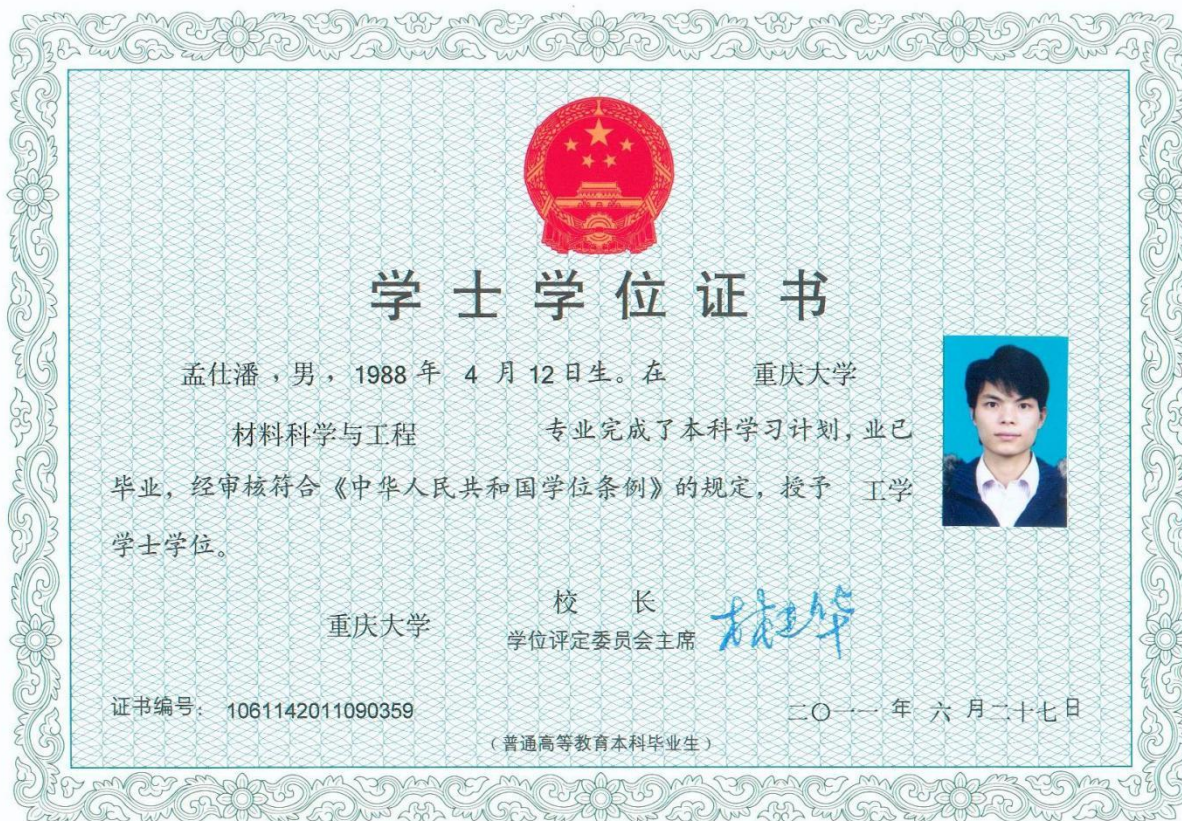 学士学位证书
孟仕潘，男，1988 年 4 月 12 日生。在 重庆大学
材料科学与工程 专业完成了本科学习计划，业已
毕业，经审核符合《中华人民共和国学位条例》的规定，授予 工学
学士学位。
校 长
重庆大学
学位评定委员会主席
林建华
证书编号：1061142011090359
二〇一一 年 六 月 二十七 日
（普通高等教育本科毕业生）